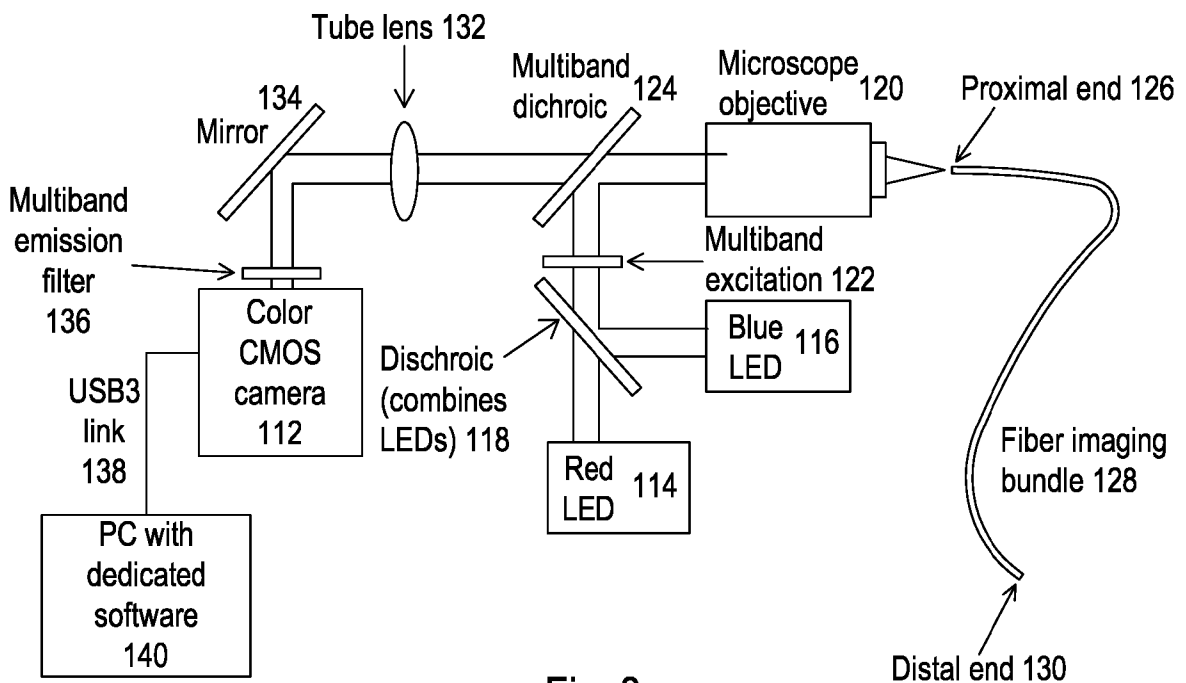 Tube lens 132
134
Mirror
Multiband
dichroic
124
Microscope
objective
120
Proximal end 126
Multiband
emission
filter
136
Multiband
excitation 122
Color
CMOS
camera
112
Dischroic
(combines
LEDs) 118
Blue
LED
116
USB3
link
138
Red
LED
114
Fiber imaging
bundle 128
PC with
dedicated
software
140
Distal end 130